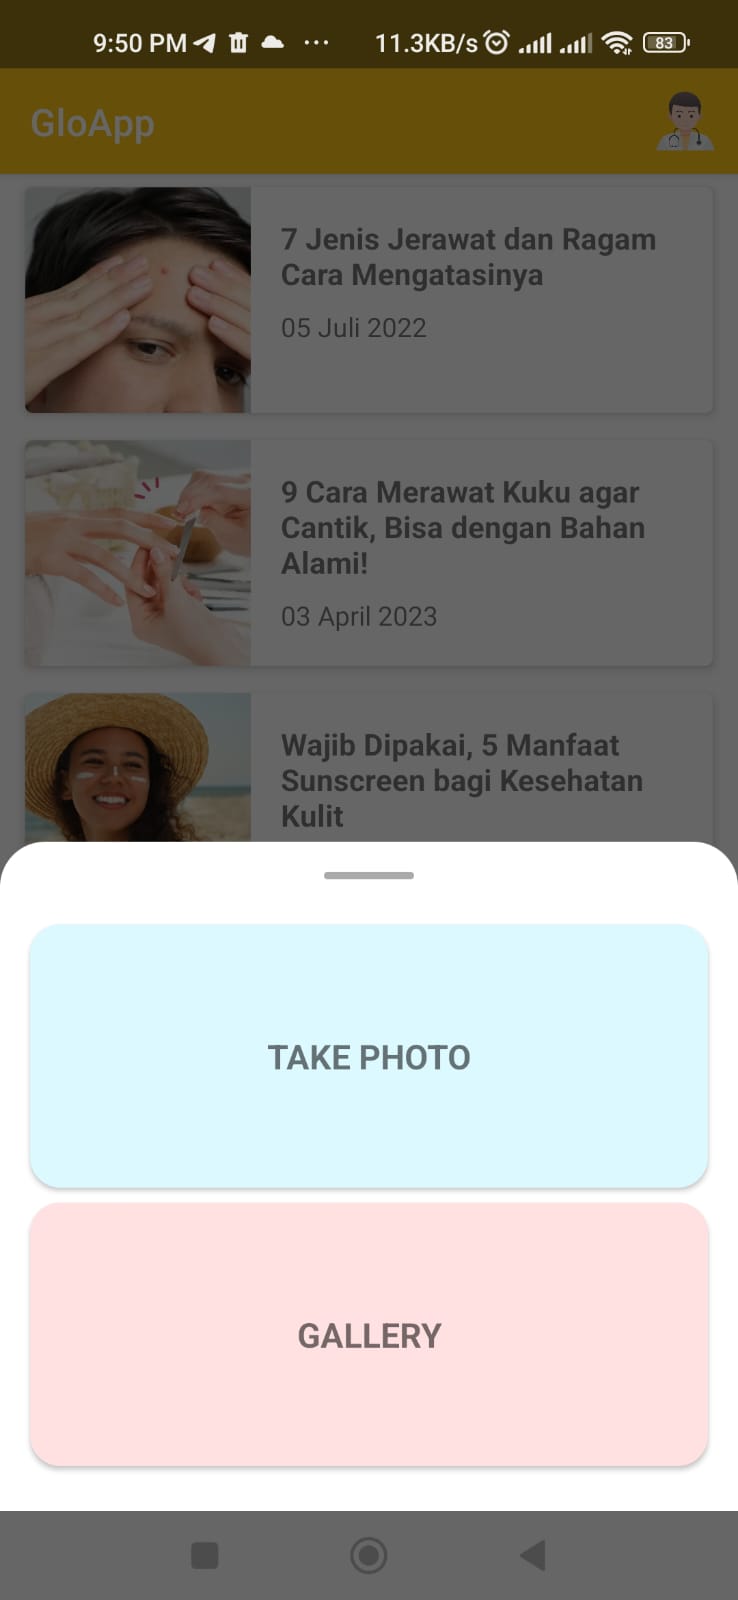 9:50 PM 11.3KB/s 83
GloApp
7 Jenis Jerawat dan Ragam
Cara Mengatasinya
05 Juli 2022
9 Cara Merawat Kuku agar
Cantik, Bisa dengan Bahan
Alami!
03 April 2023
Wajib Dipakai, 5 Manfaat
Sunscreen bagi Kesehatan
Kulit
TAKE PHOTO
GALLERY